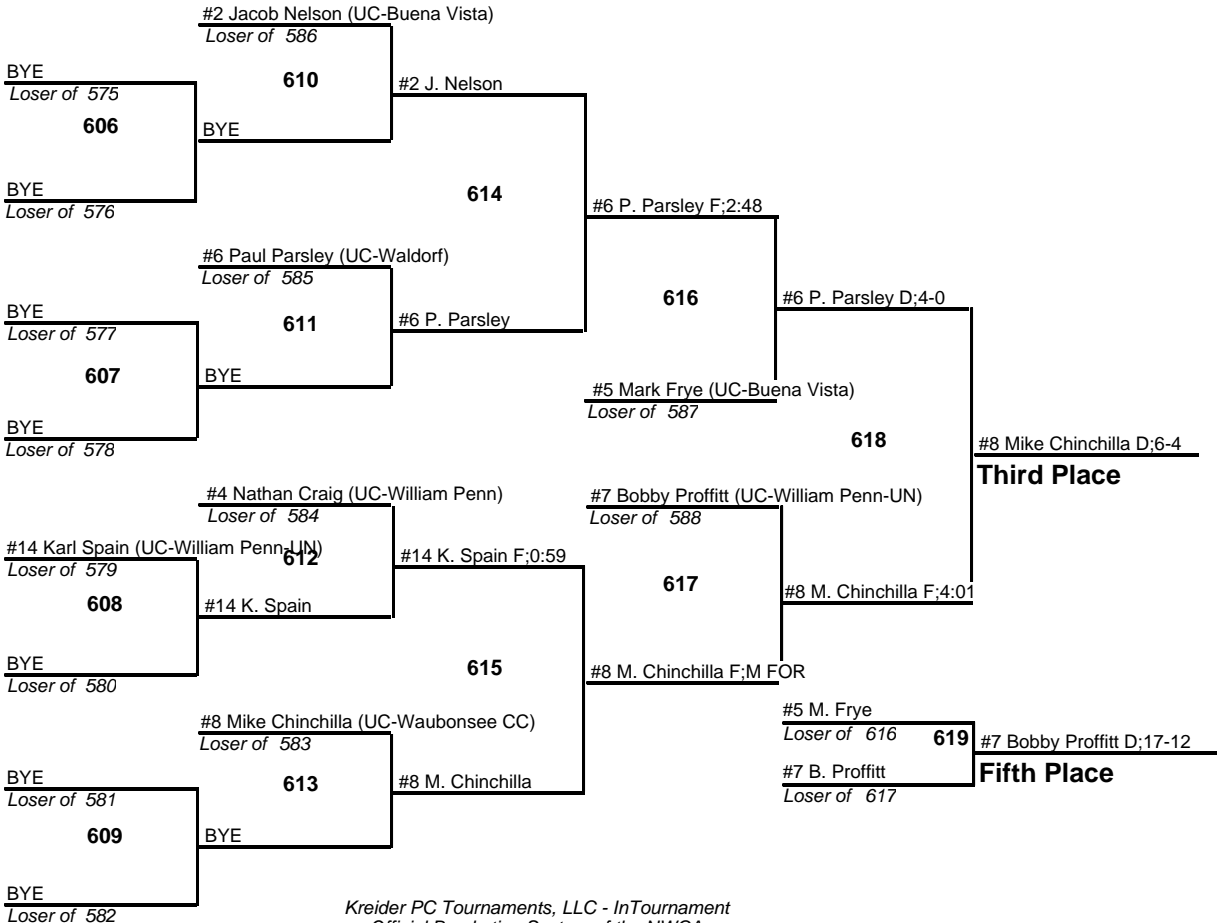 #2 Jacob Nelson (UC-Buena Vista)
Loser of 586
BYE
Loser of 575
610
#2 J. Nelson
606
BYE
BYE
Loser of 576
614
#6 P. Parsley F;2:48
#6 Paul Parsley (UC-Waldorf)
Loser of 585
BYE
Loser of 577
611
#6 P. Parsley
616
#6 P. Parsley D;4-0
607
BYE
#5 Mark Frye (UC-Buena Vista)
Loser of 587
BYE
Loser of 578
618
#8 Mike Chinchilla D;6-4
Third Place
#4 Nathan Craig (UC-William Penn)
Loser of 584
#7 Bobby Proffitt (UC-William Penn-UN)
Loser of 588
#14 Karl Spain (UC-William Penn-UN)
Loser of 579
612
#14 K. Spain F;0:59
608
#14 K. Spain
617
#8 M. Chinchilla F;4:01
BYE
Loser of 580
615
#8 M. Chinchilla F;M FOR
#8 Mike Chinchilla (UC-Waubonsee CC)
Loser of 583
#5 M. Frye
Loser of 616
619
#7 Bobby Proffitt D;17-12
Fifth Place
BYE
Loser of 581
613
#8 M. Chinchilla
#7 B. Proffitt
Loser of 617
609
BYE
BYE
Loser of 582
Kreider PC Tournaments, LLC - InTournament